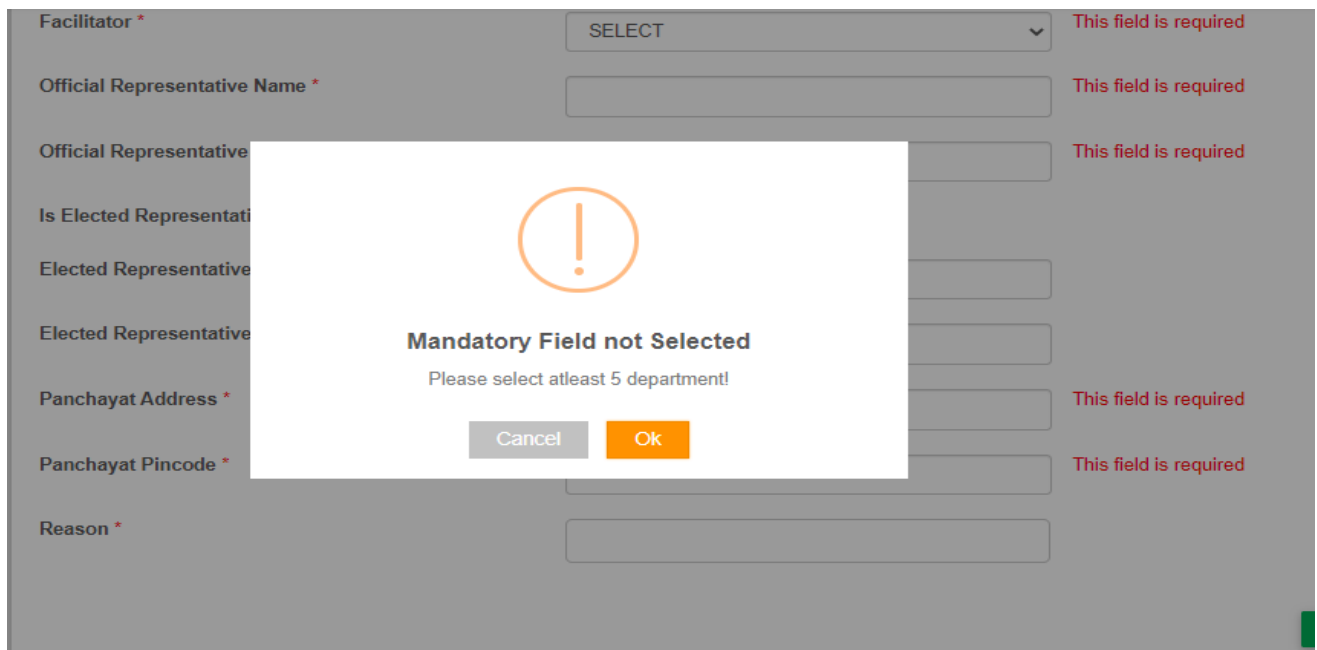 Facilitator * SELECT This field is required
Official Representative Name * This field is required
Official Representative This field is required
Is Elected Representati
Elected Representative
Elected Representative
Mandatory Field not Selected
Please select atleast 5 department!
Panchayat Address * This field is required
Cancel Ok
Panchayat Pincode * This field is required
Reason *